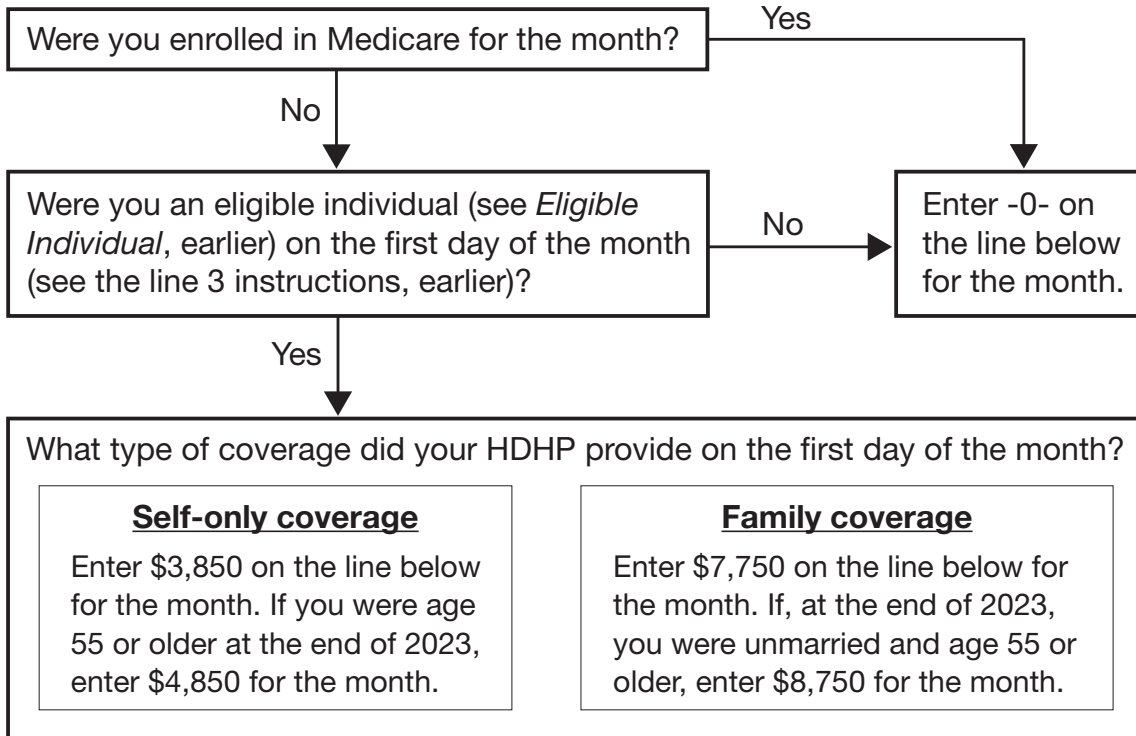 Were you enrolled in Medicare for the month?
Yes
No
Were you an eligible individual (see Eligible
Individual, earlier) on the first day of the month
(see the line 3 instructions, earlier)?
No
Enter -0- on
the line below
for the month.
Yes
What type of coverage did your HDHP provide on the first day of the month?
Self-only coverage
Enter $3,850 on the line below
for the month. If you were age
55 or older at the end of 2023,
enter $4,850 for the month.
Family coverage
Enter $7,750 on the line below for
the month. If, at the end of 2023,
you were unmarried and age 55 or
older, enter $8,750 for the month.